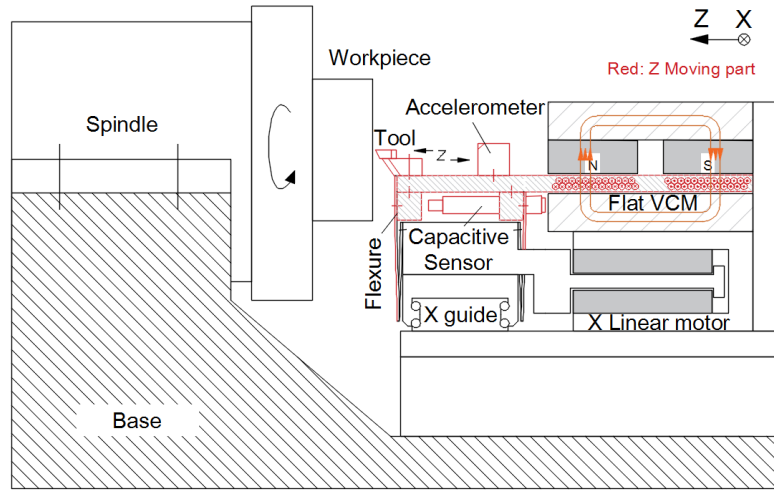 Z X
Red: Z Moving part
Workpiece
Accelerometer
Spindle
Tool
Z
N
S
Flat VCM
Flexure
Capacitive
Sensor
X guide
X Linear motor
Base